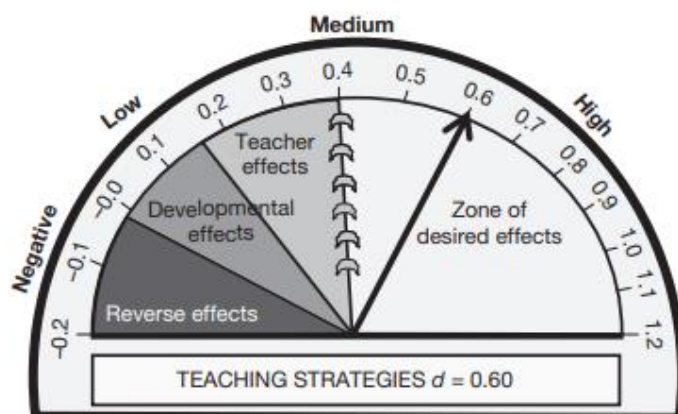 Medium
Low
High
Negative
-0.2
-0.1
-0.0
0.1
0.2
0.3
0.4
0.5
0.6
0.7
0.8
0.9
1.0
1.1
1.2
Teacher
effects
Developmental
effects
Reverse effects
Zone of
desired effects
TEACHING STRATEGIES d = 0.60